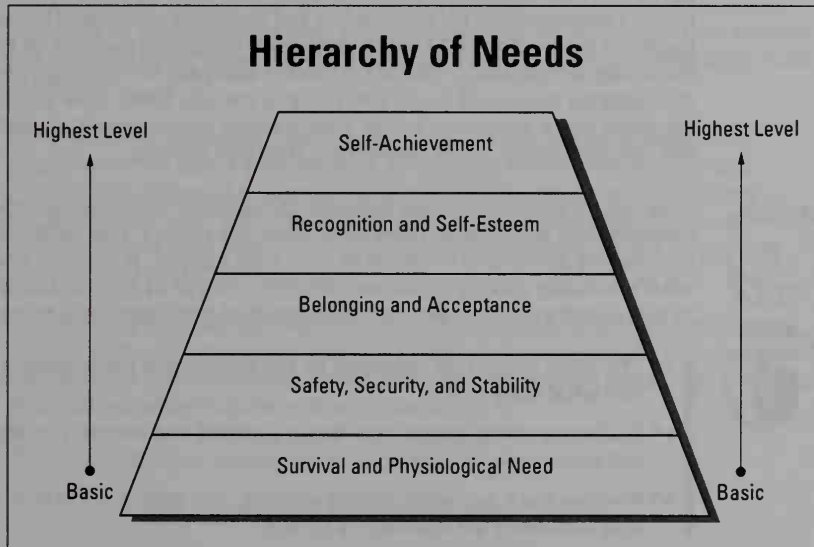 Hierarchy of Needs
Highest Level
Highest Level
Self-Achievement
Recognition and Self-Esteem
Belonging and Acceptance
Safety, Security, and Stability
Survival and Physiological Need
Basic
Basic